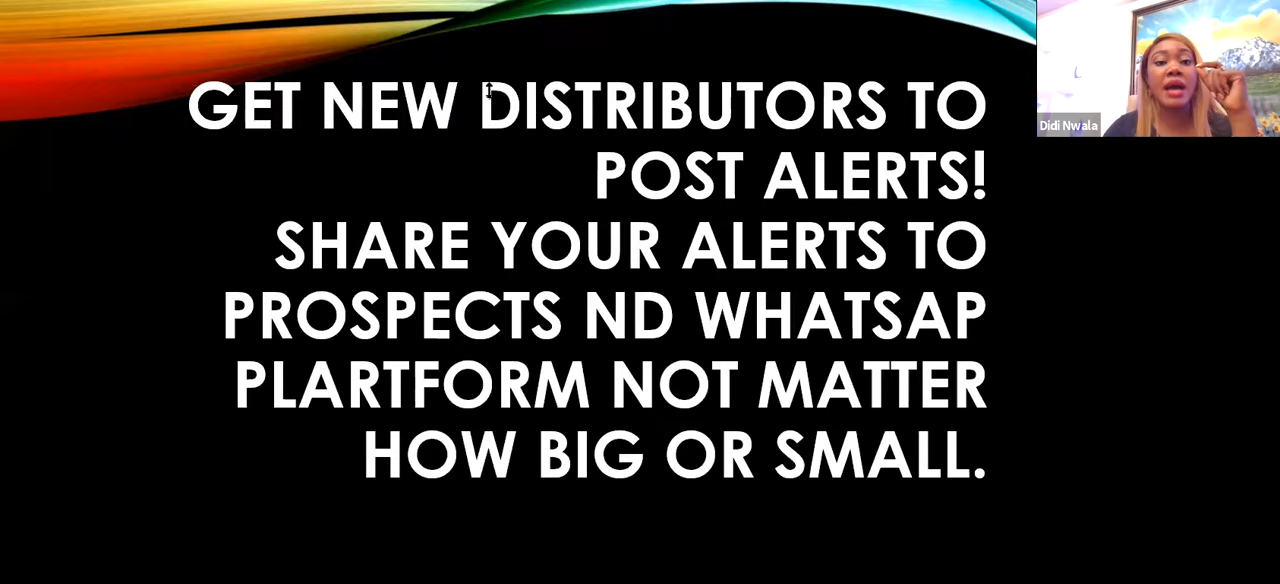 GET NEW DISTRIBUTORS TO
POST ALERTS!
SHARE YOUR ALERTS TO
PROSPECTS ND WHATSAP
PLARTFORM NOT MATTER
HOW BIG OR SMALL.
Didi Nwala